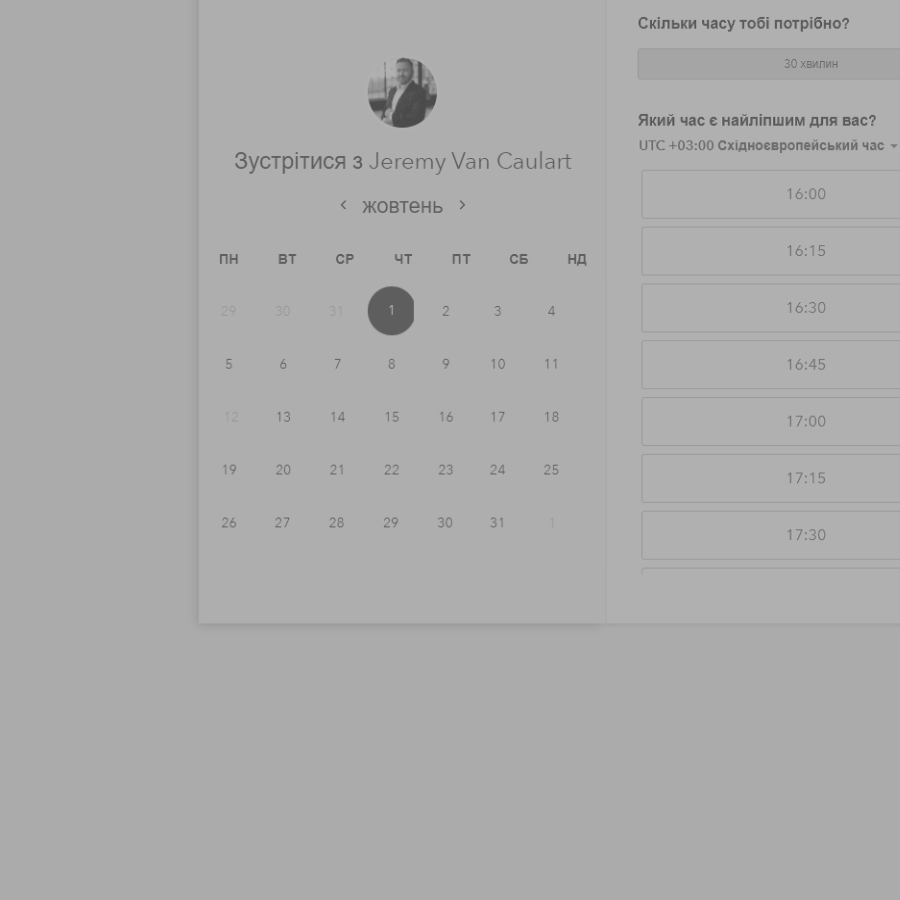 Зустрітися з Jeremy Van Caulart
‹ жовтень ›
ПН ВТ СР ЧТ ПТ СБ НД
29 30 31 1 2 3 4
5 6 7 8 9 10 11
12 13 14 15 16 17 18
19 20 21 22 23 24 25
26 27 28 29 30 31 1
Скільки часу тобі потрібно?
30 хвилин
Який час є найліпшим для вас?
UTC +03:00 Східноєвропейський час
16:00
16:15
16:30
16:45
17:00
17:15
17:30